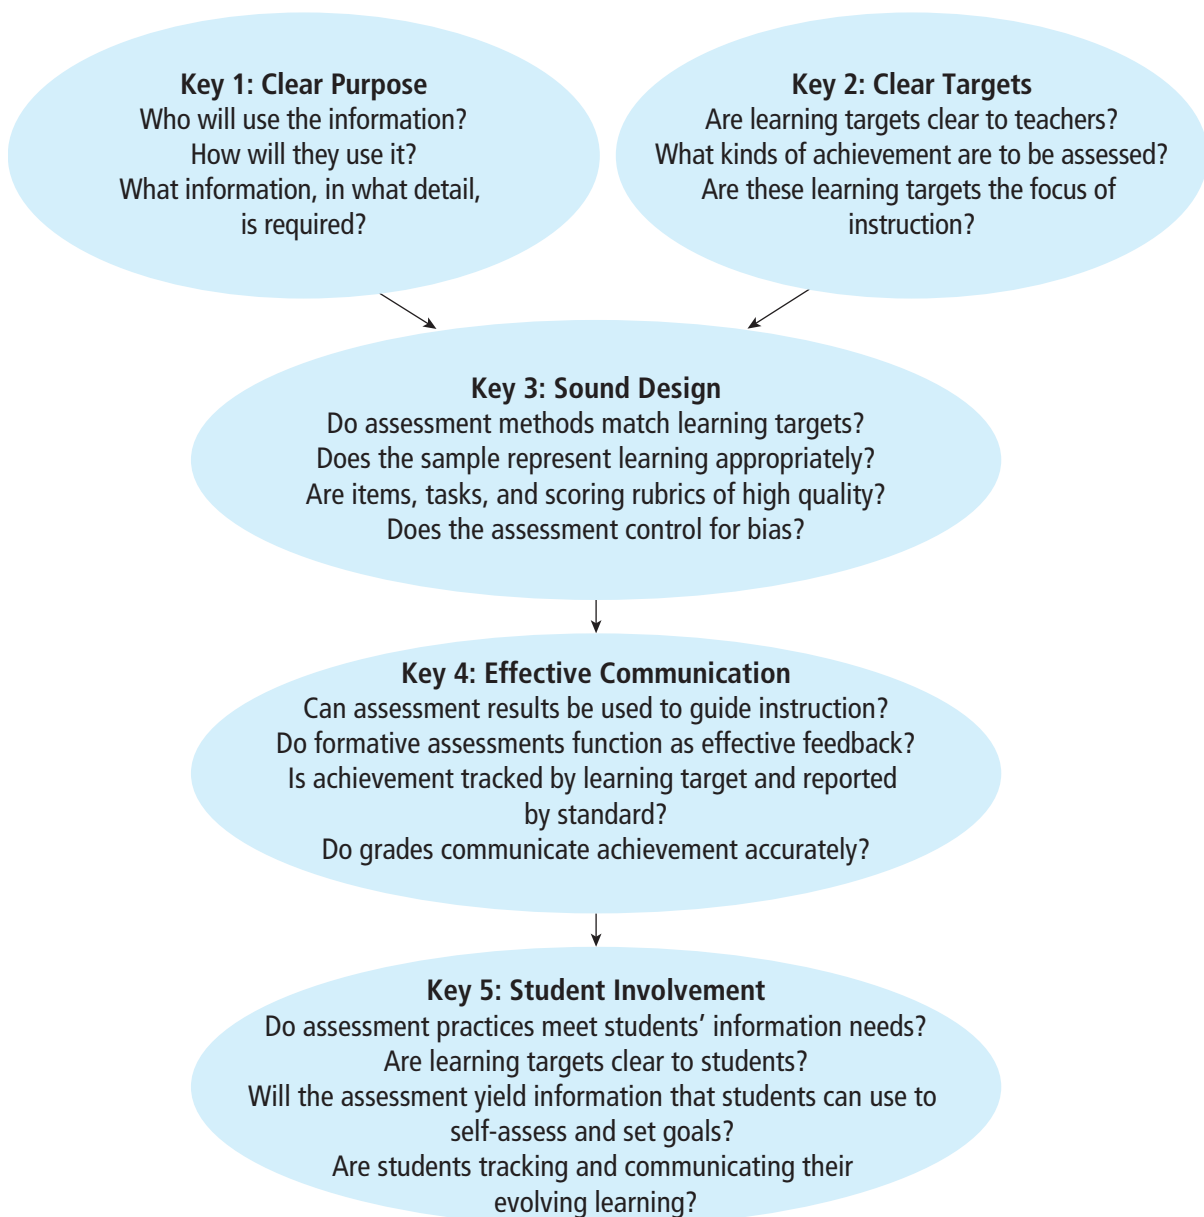 Key 1: Clear Purpose
Who will use the information?
How will they use it?
What information, in what detail,
is required?
Key 2: Clear Targets
Are learning targets clear to teachers?
What kinds of achievement are to be assessed?
Are these learning targets the focus of
instruction?
Key 3: Sound Design
Do assessment methods match learning targets?
Does the sample represent learning appropriately?
Are items, tasks, and scoring rubrics of high quality?
Does the assessment control for bias?
Key 4: Effective Communication
Can assessment results be used to guide instruction?
Do formative assessments function as effective feedback?
Is achievement tracked by learning target and reported
by standard?
Do grades communicate achievement accurately?
Key 5: Student Involvement
Do assessment practices meet students’ information needs?
Are learning targets clear to students?
Will the assessment yield information that students can use to
self-assess and set goals?
Are students tracking and communicating their
evolving learning?